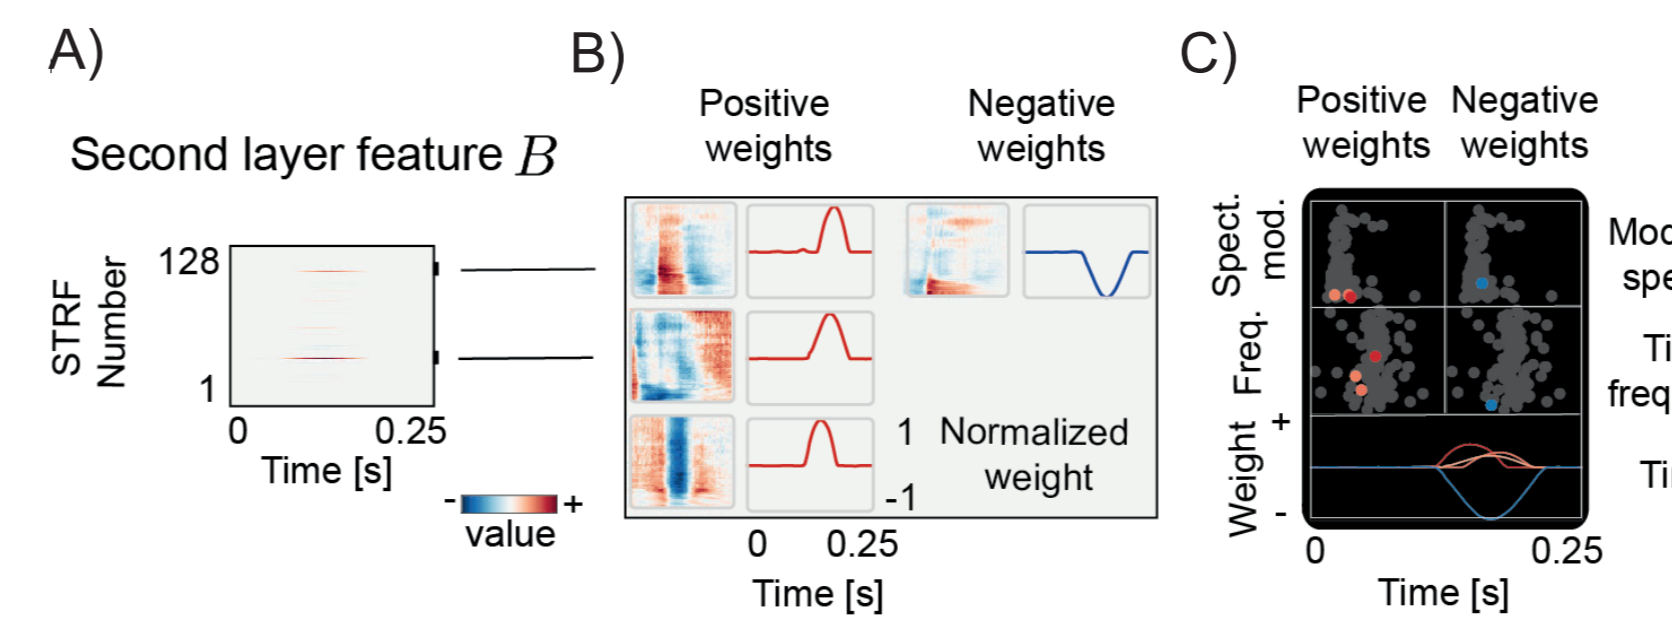 A)
B)
C)
Second layer feature B
STRF
Number
128
1
0
0.25
Time [s]
-
+
value
Positive
weights
Negative
weights
1
-1
Normalized
weight
0
0.25
Time [s]
Positive
weights
Negative
weights
Spect.
mod.
Freq.
Weight
+
-
0
0.25
Time [s]